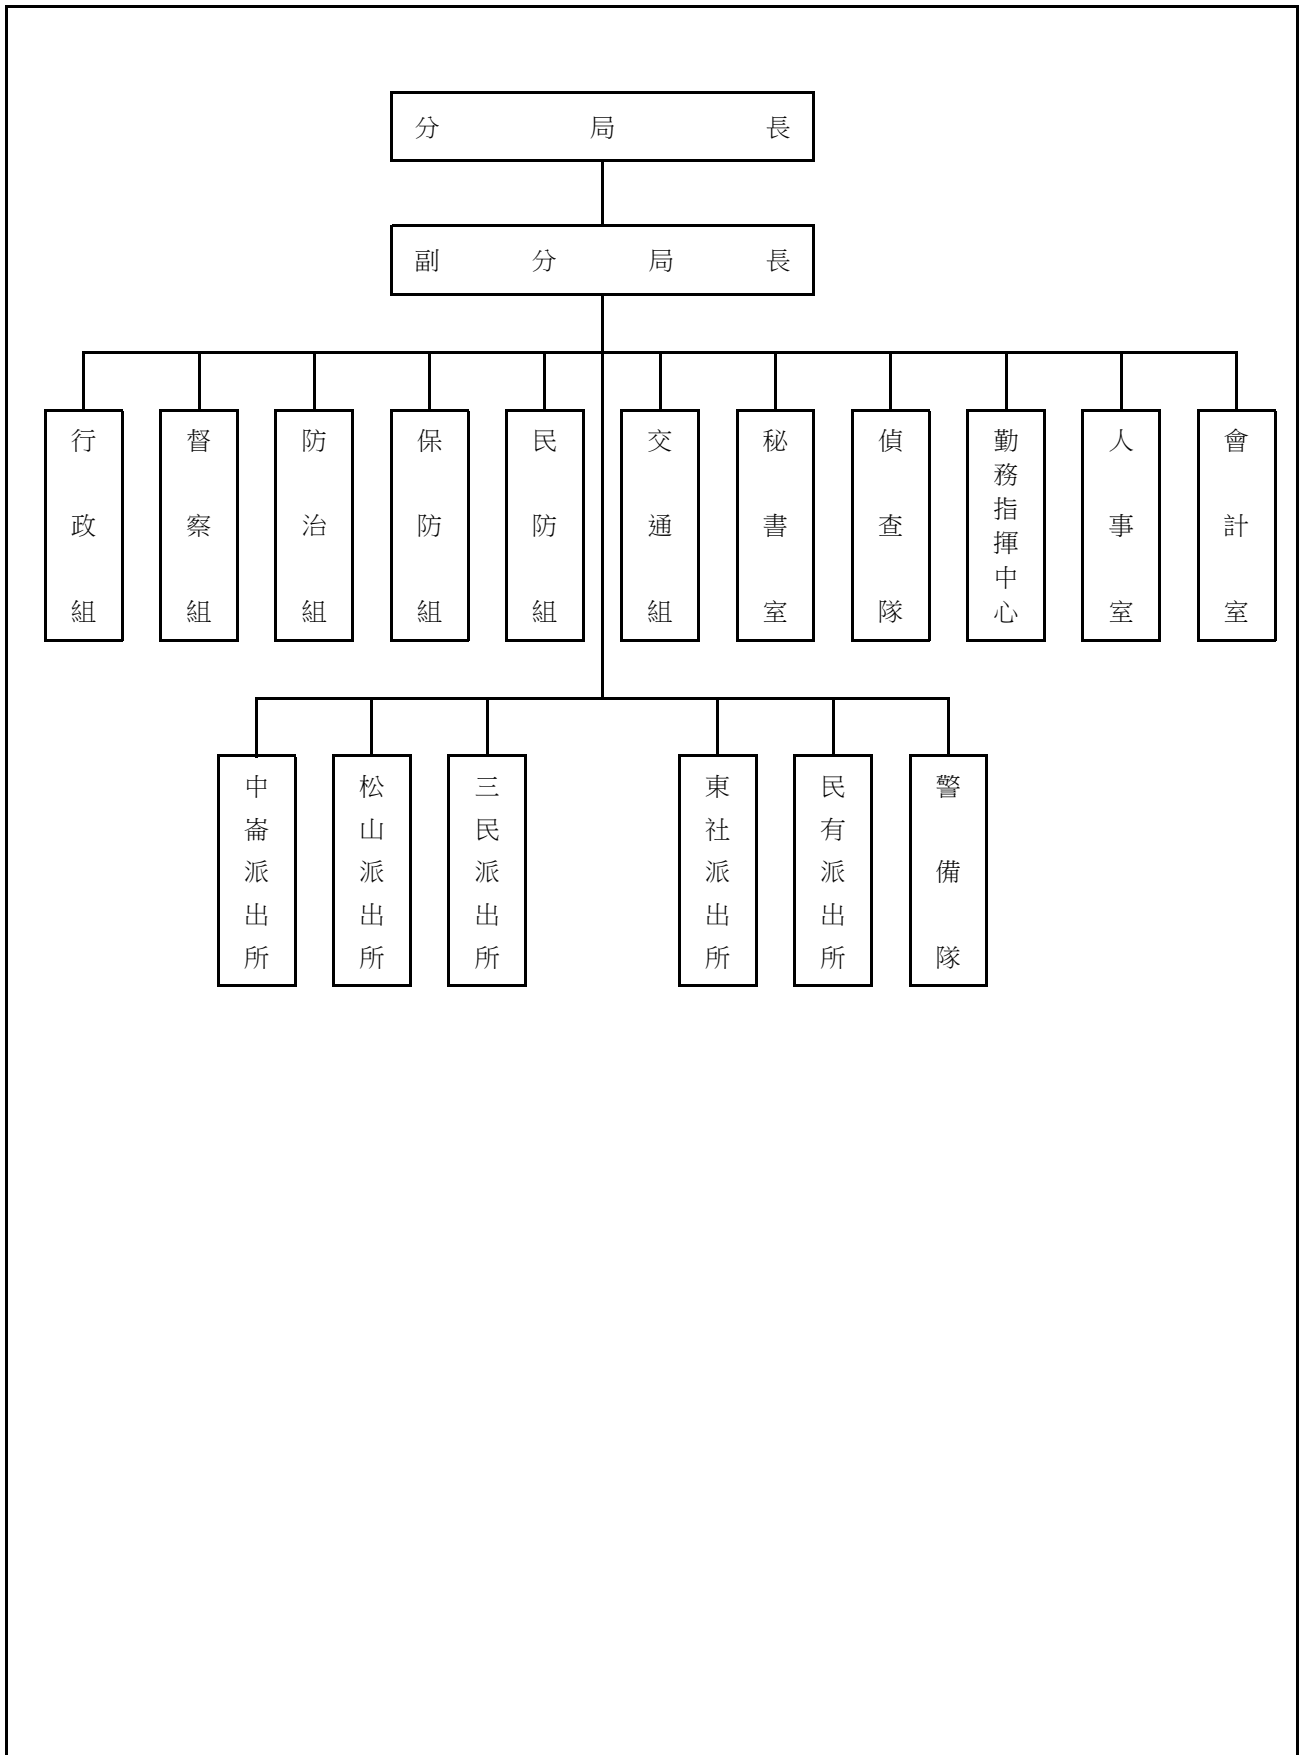 分局長
副分局長
行政組
督察組
防治組
保防組
民防組
交通組
秘書室
偵查隊
勤務指揮中心
人事室
會計室
中崙派出所
松山派出所
三民派出所
東社派出所
民有派出所
警備隊